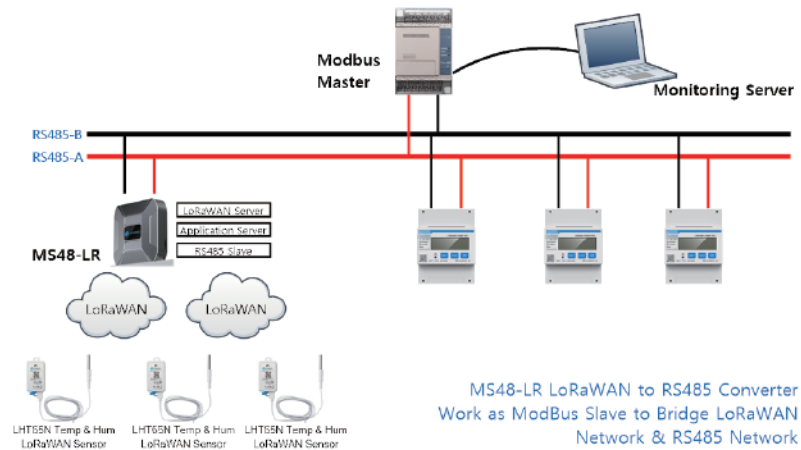 Modbus
Master
Monitoring Server
RS485-B
RS485-A
LoRaWAN Server
Application Server
RS485 Slave
MS48-LR
LoRaWAN
LoRaWAN
LHT65N Temp & Hum
LoRaWAN Sensor
LHT65N Temp & Hum
LoRaWAN Sensor
LHT65N Temp & Hum
LoRaWAN Sensor
MS48-LR LoRaWAN to RS485 Converter
Work as ModBus Slave to Bridge LoRaWAN
Network & RS485 Network